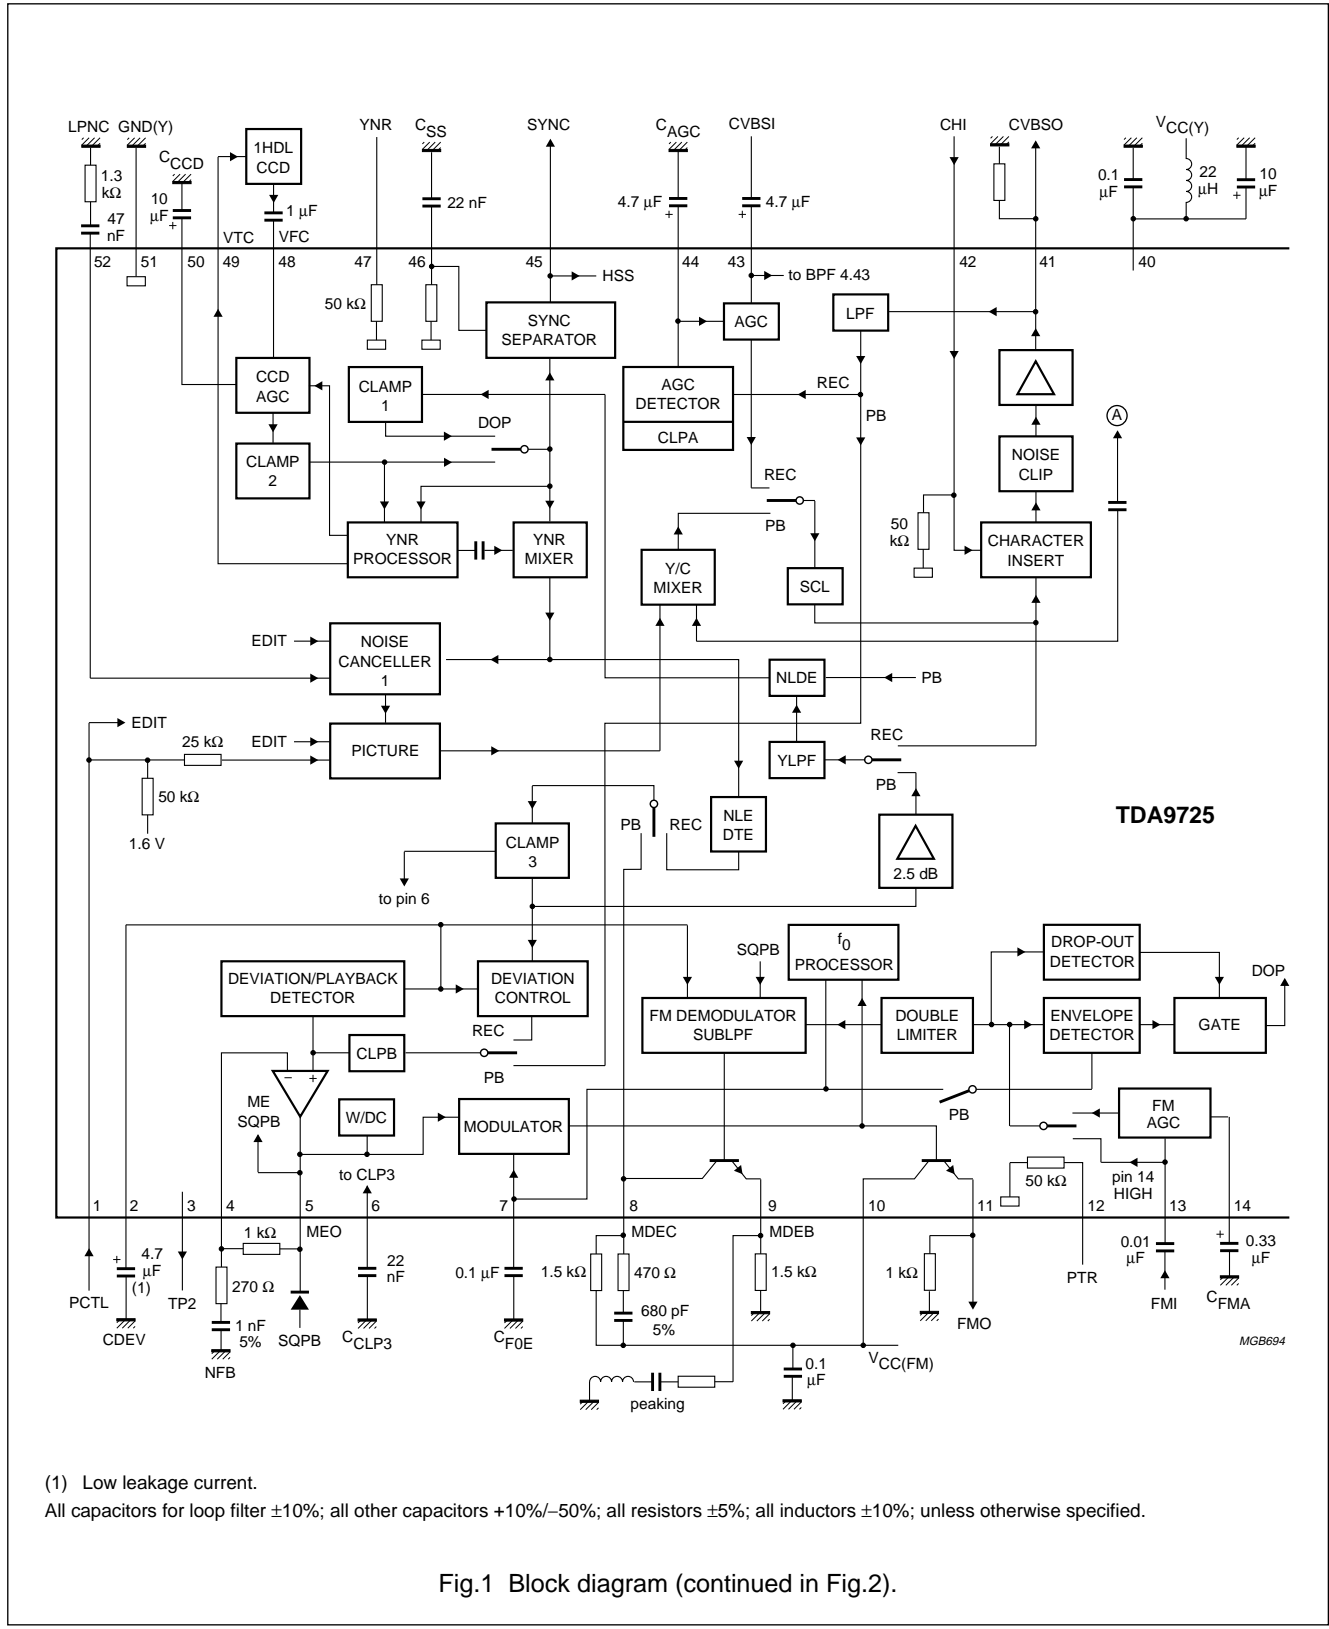 LPNC GND(Y) YNR CSS SYNC CAGC CVBSI CHI CVBSO VCC(Y)
CCCD
1HDL
CCD
1.3
kΩ
10
μF
+
1 μF
22 nF
4.7 μF
+
4.7 μF
+
0.1
μF
22
μH
10
μF
+
47
nF
VTC
VFC
52 51 50 49 48 47 46 45 44 43 42 41 40
HSS
to BPF 4.43
50 kΩ
SYNC
SEPARATOR
AGC
LPF
CCD
AGC
CLAMP
1
AGC
DETECTOR
CLPA
REC
PB
DOP
A
CLAMP
2
NOISE
CLIP
REC
PB
YNR
PROCESSOR
YNR
MIXER
Y/C
MIXER
SCL
50
kΩ
CHARACTER
INSERT
EDIT
NOISE
CANCELLER
1
NLDE
PB
EDIT
25 kΩ
EDIT
PICTURE
YLPF
REC
PB
50 kΩ
1.6 V
TDA9725
CLAMP
3
PB
REC
NLE
DTE
2.5 dB
to pin 6
DEVIATION/PLAYBACK
DETECTOR
DEVIATION
CONTROL
SQPB
f0
PROCESSOR
DROP-OUT
DETECTOR
DOP
FM DEMODULATOR
SUBLPF
DOUBLE
LIMITER
ENVELOPE
DETECTOR
GATE
REC
CLPB
PB
− +
ME
SQPB
W/DC
MODULATOR
PB
FM
AGC
to CLP3
50 kΩ
pin 14
HIGH
1 2 3 4 5 6 7 8 9 10 11 12 13 14
1 kΩ
MEO
MDEC
MDEB
+
4.7
μF
(1)
270 Ω
22
nF
0.1 μF
1.5 kΩ
470 Ω
1.5 kΩ
1 kΩ
0.01
μF
+
0.33
μF
PCTL
CDEV
TP2
1 nF
5%
NFB
SQPB
CCLP3
CF0E
680 pF
5%
FMO
PTR
FMI
CFMA
VCC(FM)
0.1
μF
peaking
MGB694
(1) Low leakage current.
All capacitors for loop filter ±10%; all other capacitors +10%/−50%; all resistors ±5%; all inductors ±10%; unless otherwise specified.
Fig.1 Block diagram (continued in Fig.2).